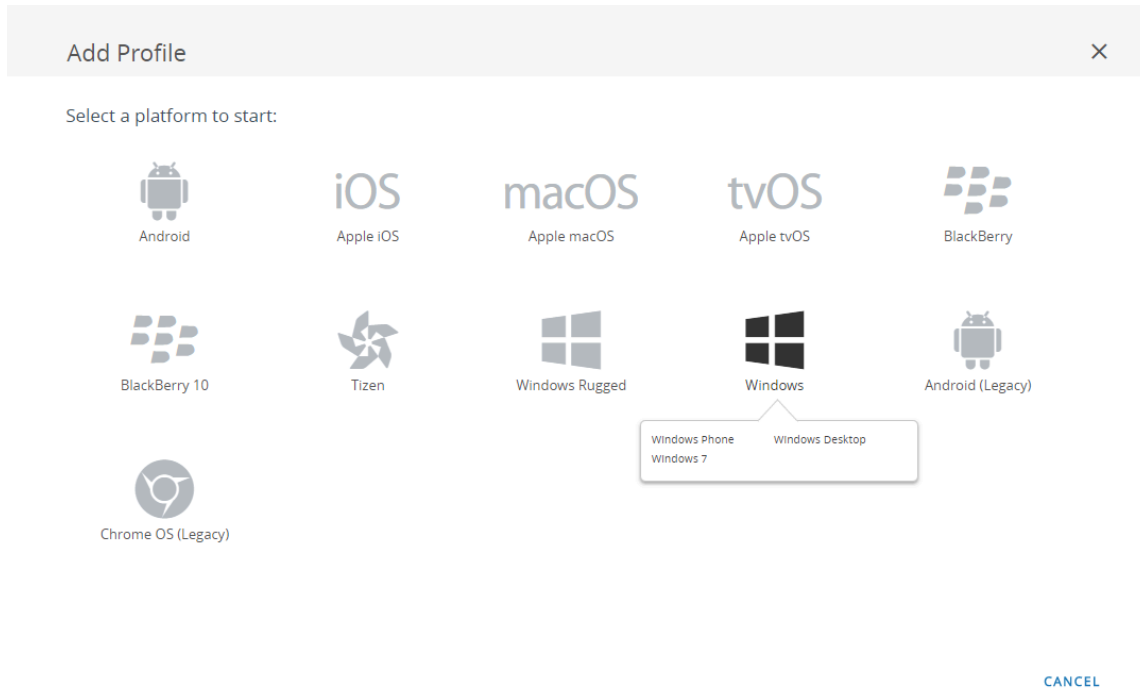 Add Profile
Select a platform to start:
iOS macOS tvOS
Android Apple iOS Apple macOS Apple tvOS BlackBerry
BlackBerry 10 Tizen Windows Rugged Windows Android (Legacy)
Windows Phone Windows Desktop
Windows 7
Chrome OS (Legacy)
CANCEL